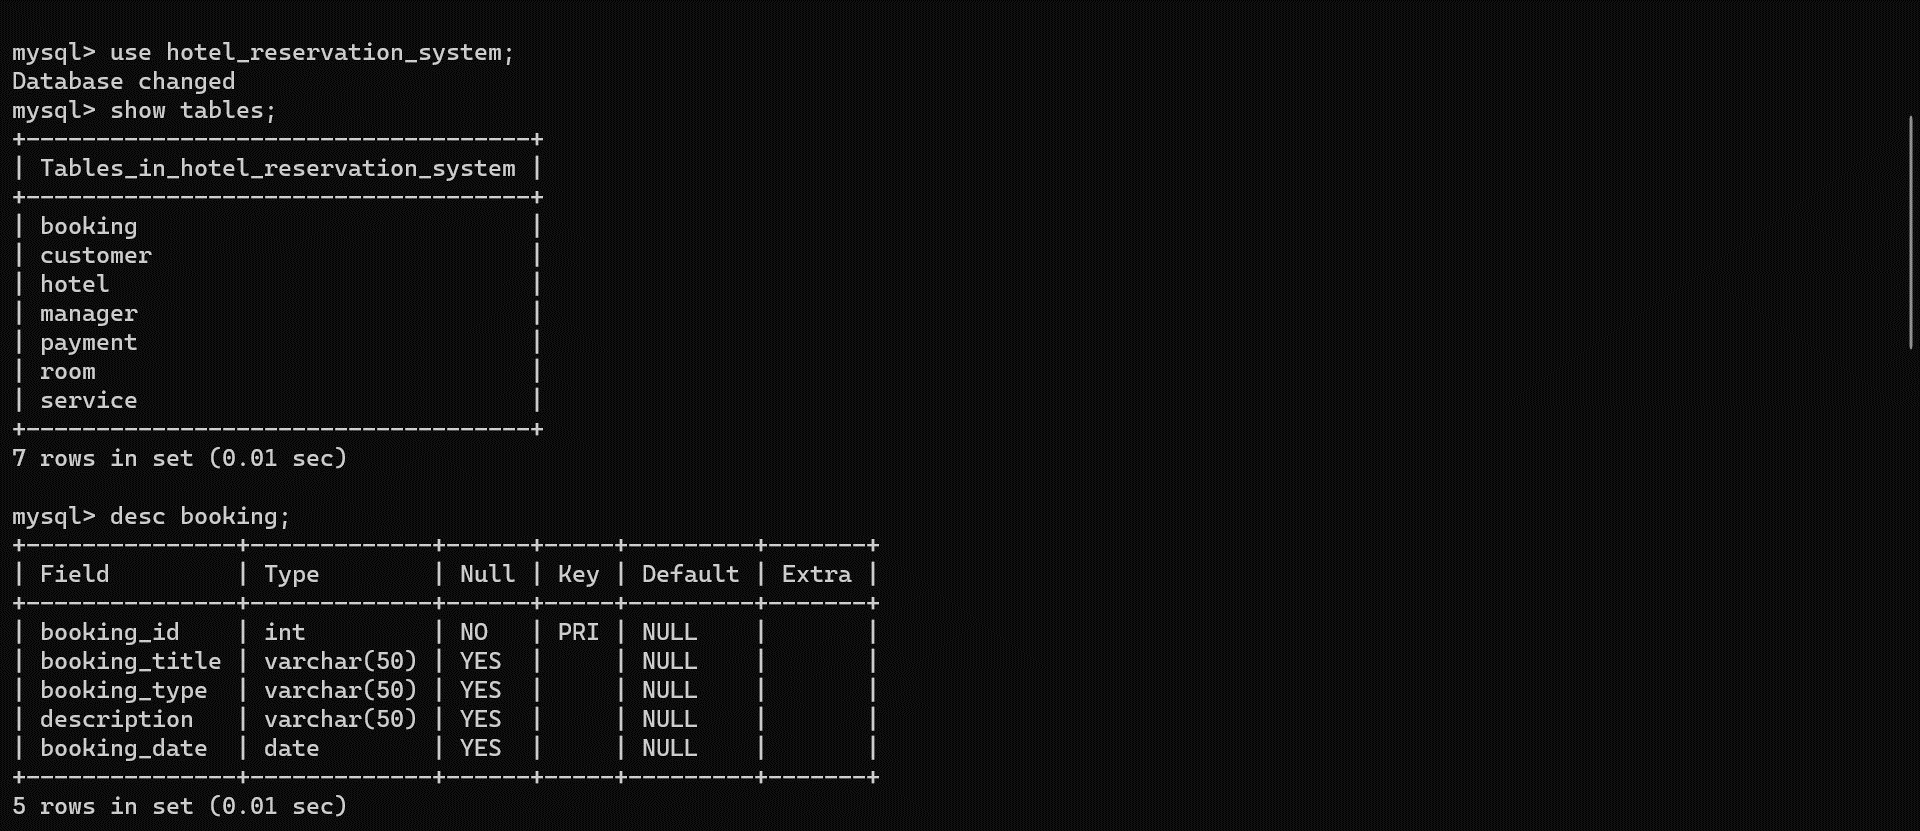 mysql> use hotel_reservation_system;
Database changed
mysql> show tables;
+------------------------------------+
| Tables_in_hotel_reservation_system |
+------------------------------------+
| booking                            |
| customer                           |
| hotel                              |
| manager                            |
| payment                            |
| room                               |
| service                            |
+------------------------------------+
7 rows in set (0.01 sec)

mysql> desc booking;
+---------------+-------------+------+-----+---------+-------+
| Field         | Type        | Null | Key | Default | Extra |
+---------------+-------------+------+-----+---------+-------+
| booking_id    | int         | NO   | PRI | NULL    |       |
| booking_title | varchar(50) | YES  |     | NULL    |       |
| booking_type  | varchar(50) | YES  |     | NULL    |       |
| description   | varchar(50) | YES  |     | NULL    |       |
| booking_date  | date        | YES  |     | NULL    |       |
+---------------+-------------+------+-----+---------+-------+
5 rows in set (0.01 sec)